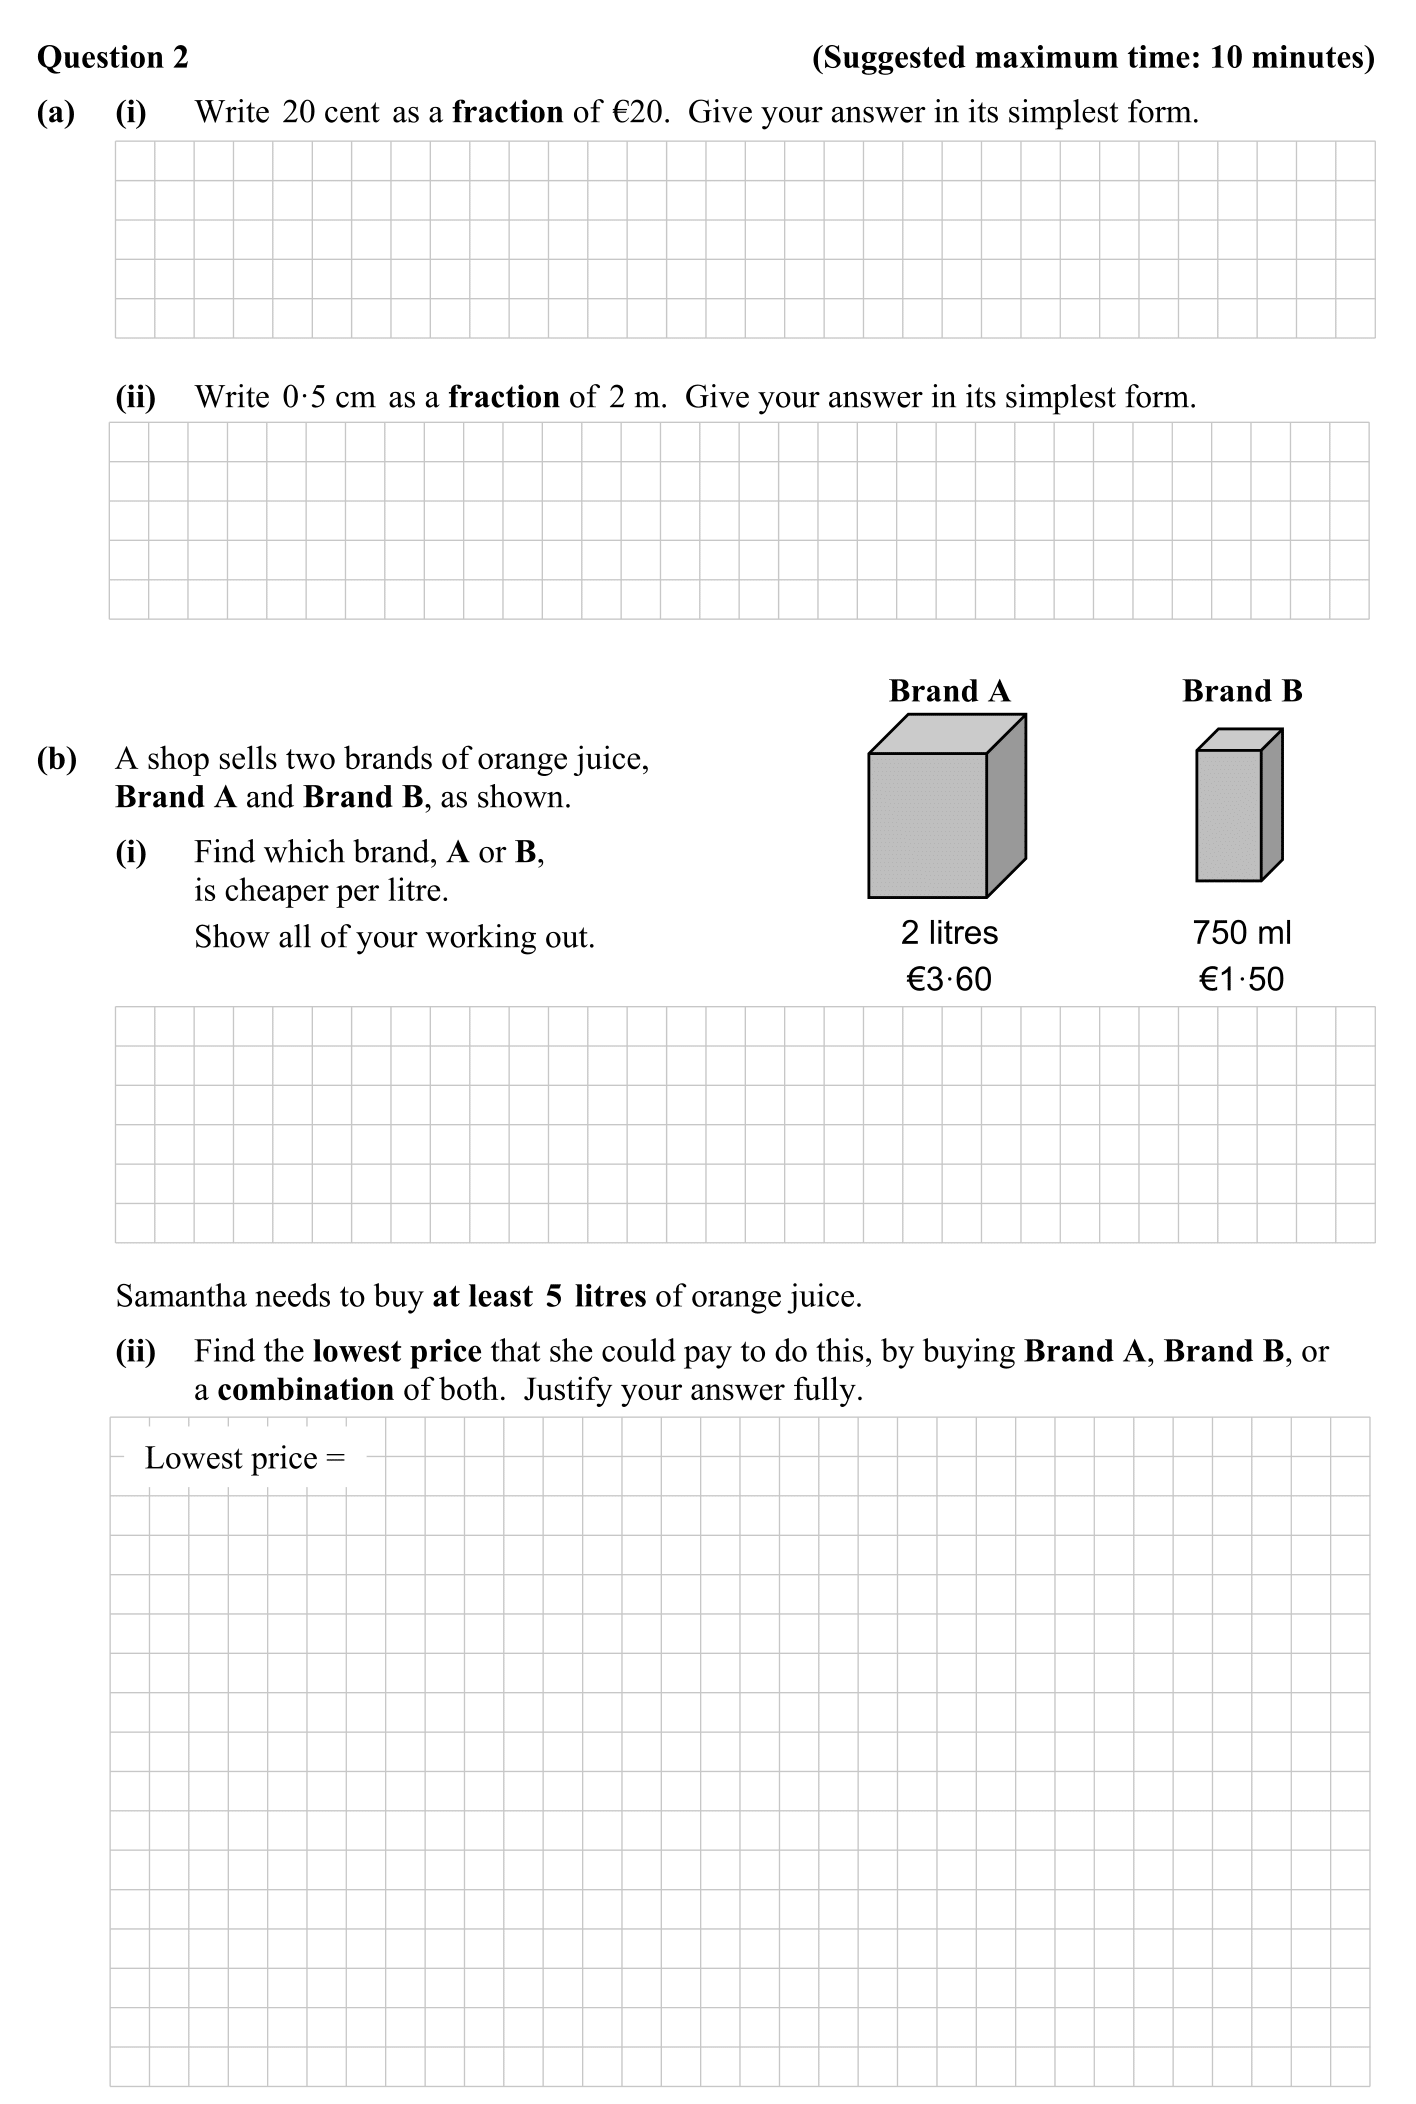 Question 2 (Suggested maximum time: 10 minutes)
(a) (i) Write 20 cent as a fraction of €20. Give your answer in its simplest form.
(ii) Write 0·5 cm as a fraction of 2 m. Give your answer in its simplest form.
Brand A Brand B
(b) A shop sells two brands of orange juice,
Brand A and Brand B, as shown.
(i) Find which brand, A or B,
is cheaper per litre.
Show all of your working out.
2 litres 750 ml
€3·60 €1·50
Samantha needs to buy at least 5 litres of orange juice.
(ii) Find the lowest price that she could pay to do this, by buying Brand A, Brand B, or
a combination of both. Justify your answer fully.
Lowest price =